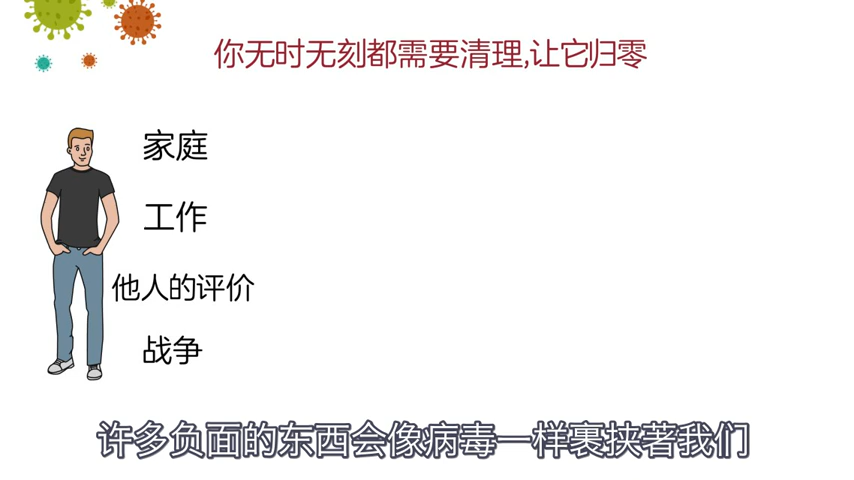 你无时无刻都需要清理,让它归零
家庭
工作
他人的评价
战争
许多负面的东西会像病毒一样裹挟著我们